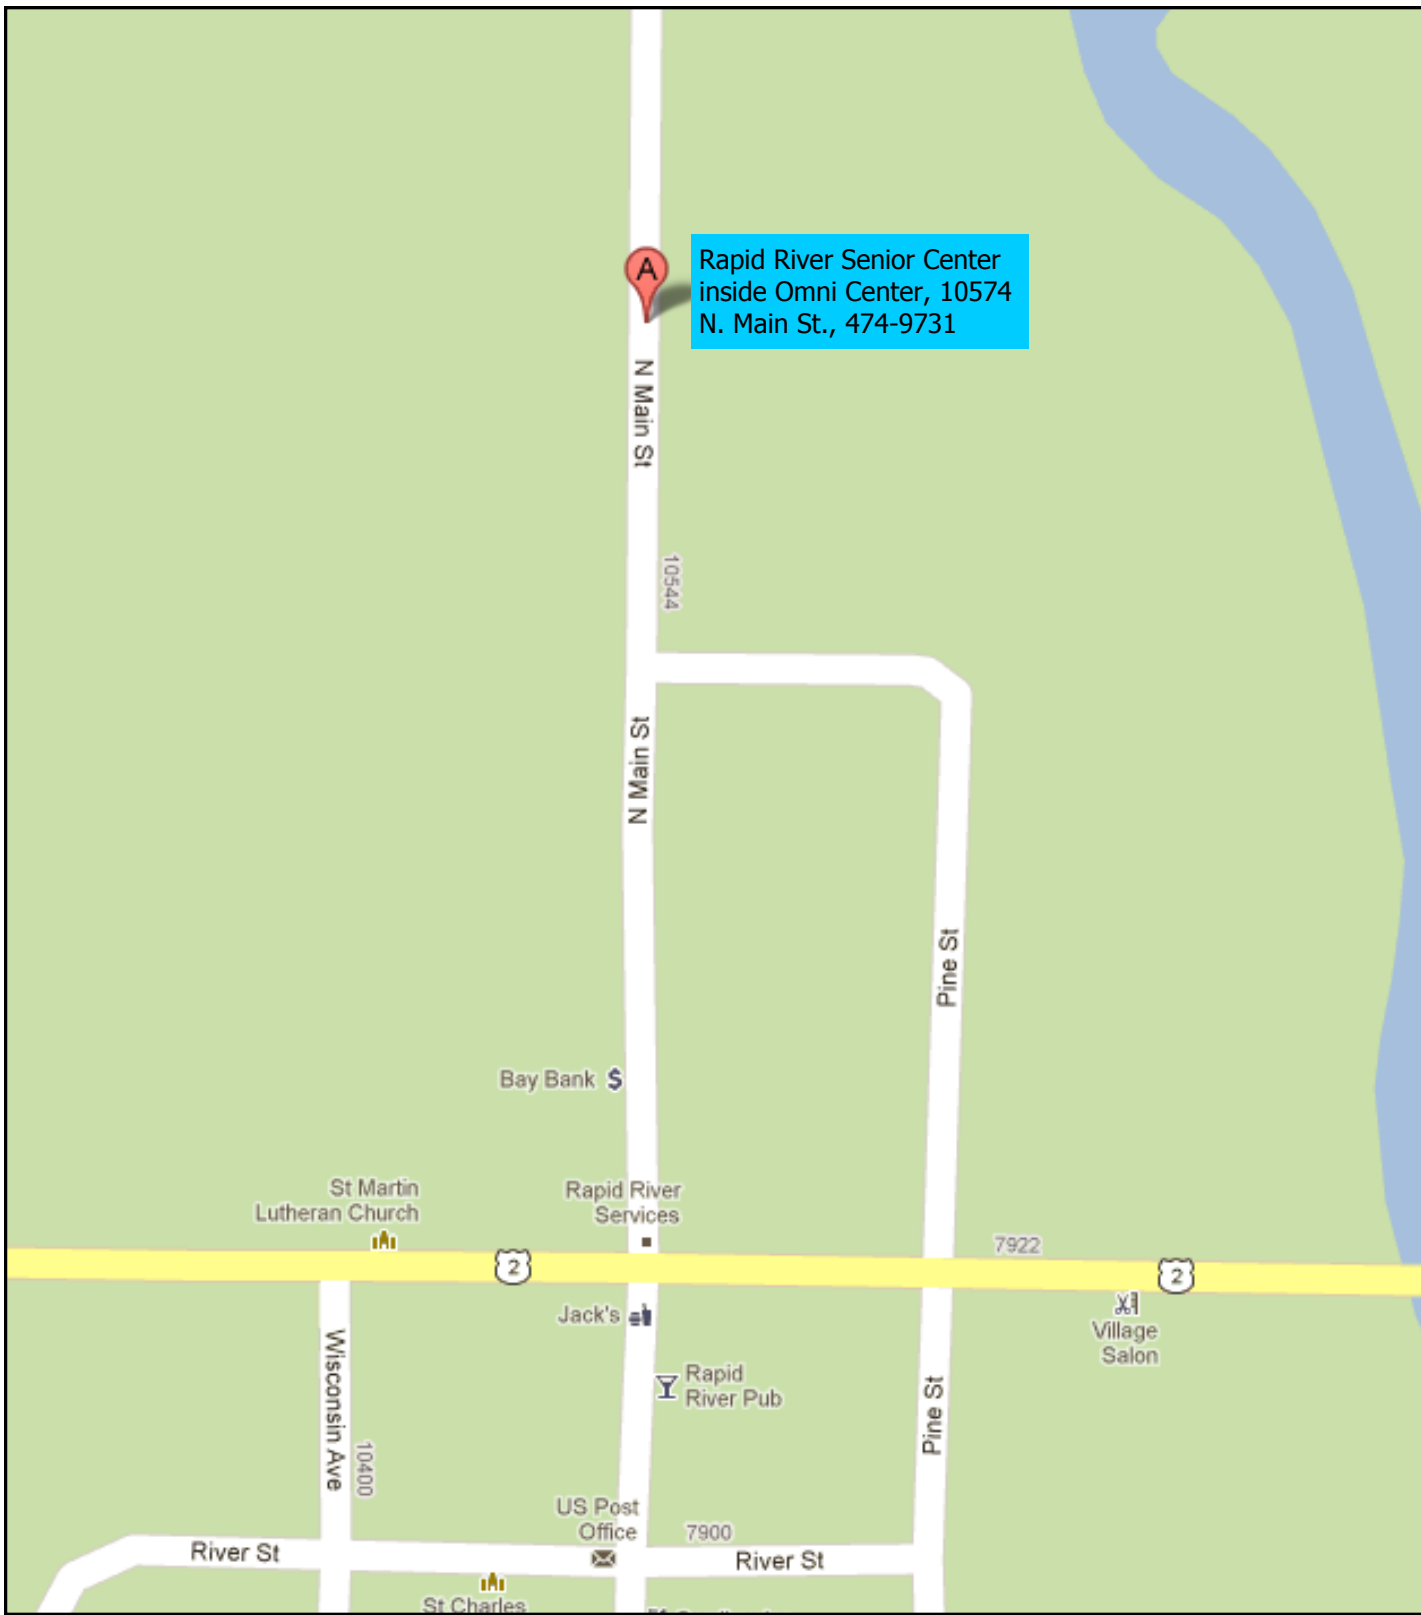 A
Rapid River Senior Center
inside Omni Center, 10574
N. Main St., 474-9731
N Main St
10544
N Main St
Pine St
Bay Bank
St Martin
Lutheran Church
Rapid River
Services
2
7922
2
Jack's
Village
Salon
Rapid
River Pub
Wisconsin Ave
10400
Pine St
US Post
Office
7900
River St
River St
St Charles